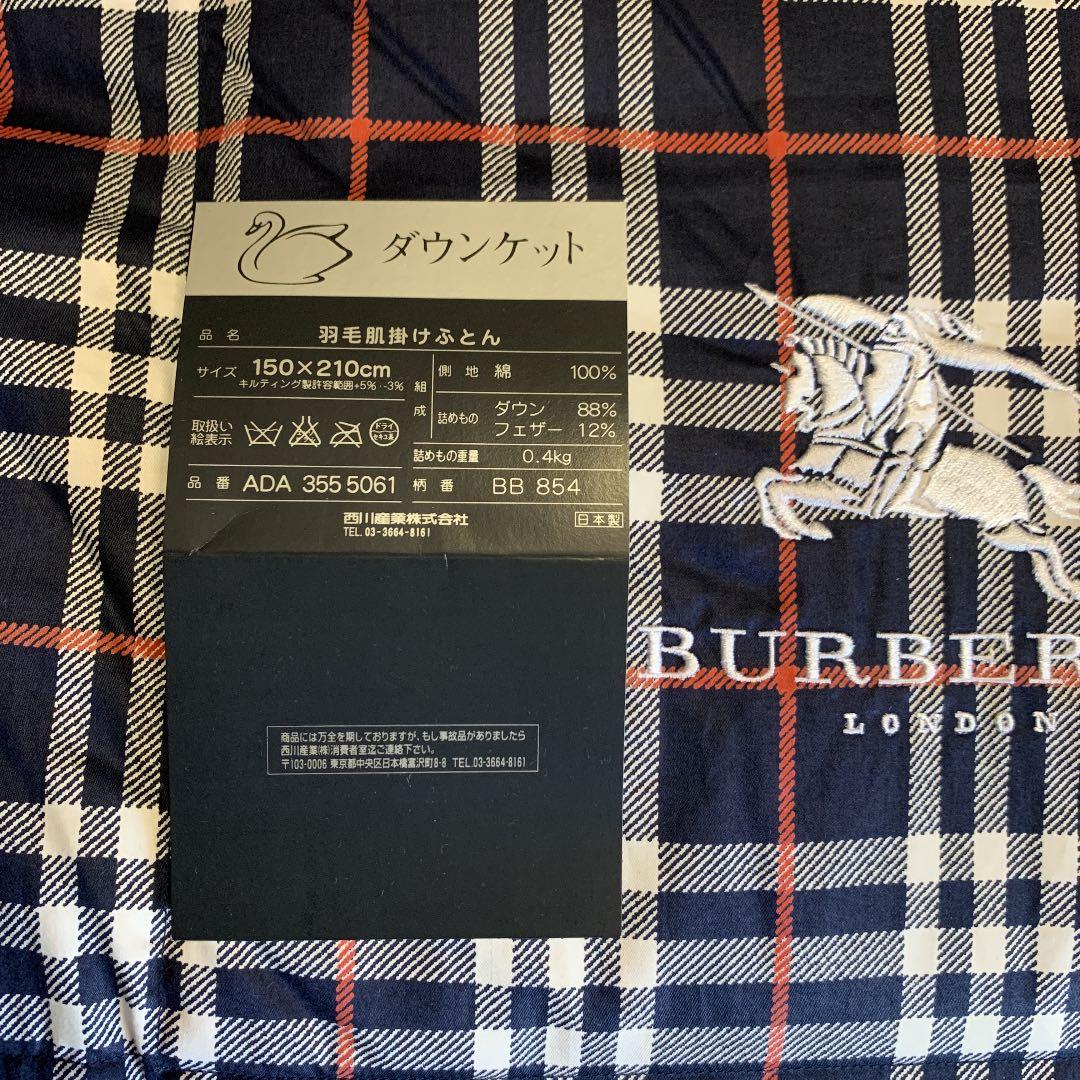 ダウンケット
品名 羽毛肌掛けふとん
サイズ 150×210cm
キルティング製許容範囲+5% -3%
組成
側地 綿 100%
詰めもの ダウン 88%
フェザー 12%
取扱い
絵表示
ドライ
セキユ系
詰めもの重量 0.4kg
品番 ADA 355 5061
柄番 BB 854
西川産業株式会社
TEL. 03-3664-8161
日本製
商品には万全を期しておりますが、もし事故品がありましたら
西川産業(株)消費者室迄ご連絡下さい。
〒103-0006 東京都中央区日本橋富沢町8-8 TEL.03-3664-8161
BURBER
LONDON